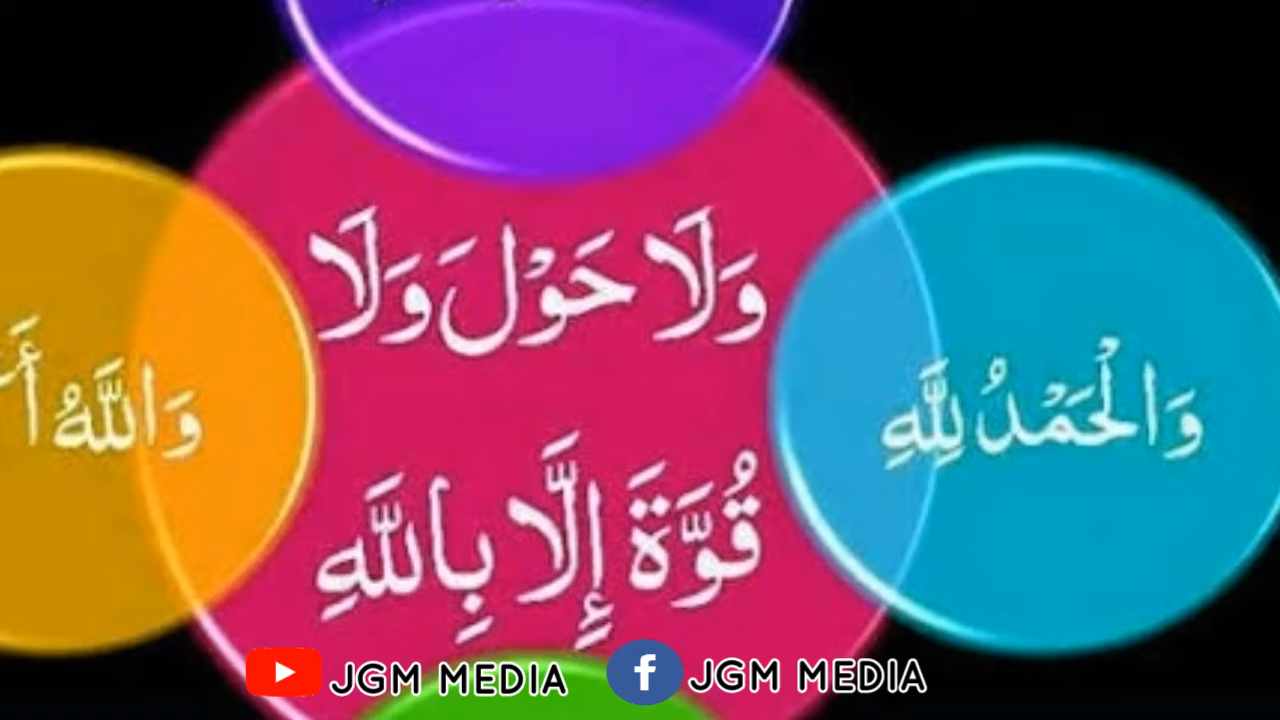 وَلَا حَوْلَ وَلَا
قُوَّةَ إِلَّا بِاللَّهِ
وَالْحَمْدُ لِلَّهِ
وَاللَّهُ
JGM MEDIA
JGM MEDIA